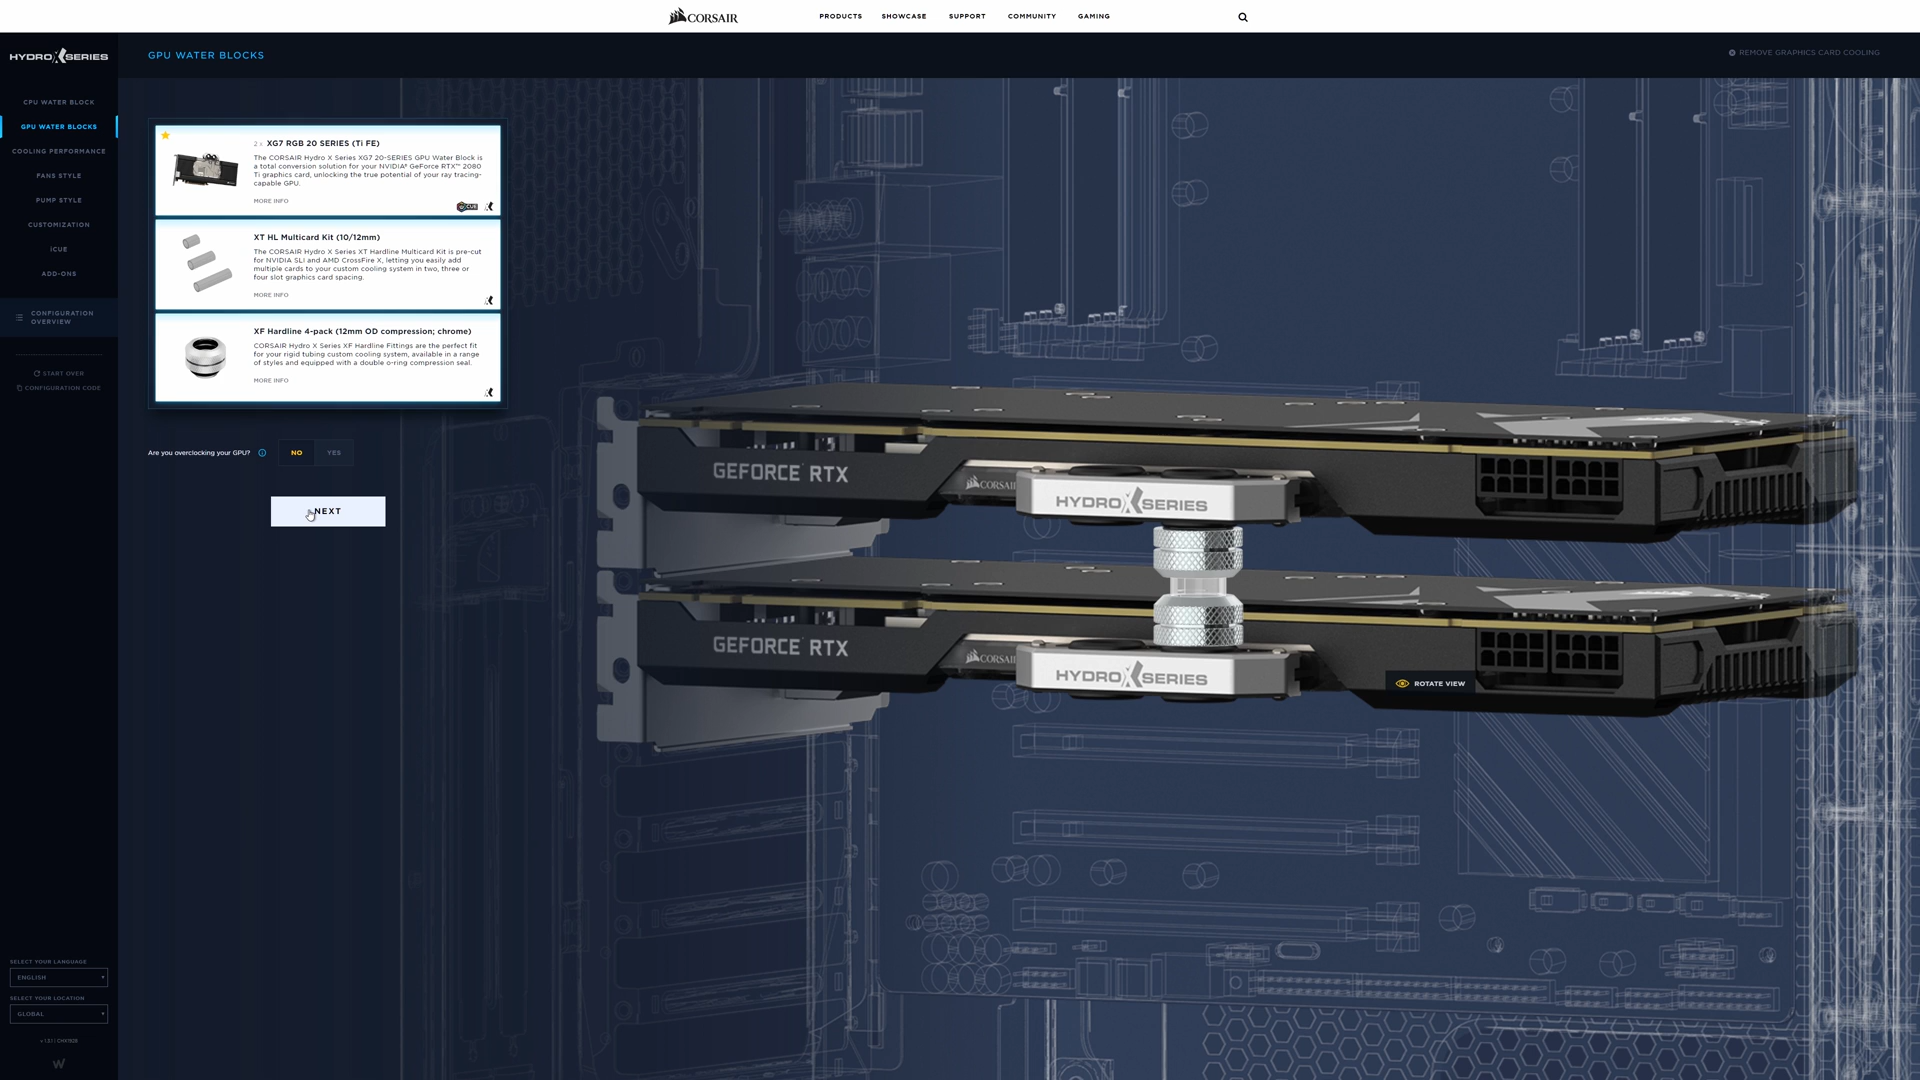 CORSAIR
PRODUCTS
SHOWCASE
SUPPORT
COMMUNITY
GAMING
HYDRO X SERIES
GPU WATER BLOCKS
REMOVE GRAPHICS CARD COOLING
CPU WATER BLOCK
GPU WATER BLOCKS
COOLING PERFORMANCE
FANS STYLE
PUMP STYLE
CUSTOMIZATION
iCUE
ADD-ONS
CONFIGURATION
OVERVIEW
START OVER
CONFIGURATION CODE
2 x XG7 RGB 20 SERIES (Ti FE)
The CORSAIR Hydro X Series XG7 20-SERIES GPU Water Block is
a total conversion solution for your NVIDIA® GeForce RTX™ 2080
Ti graphics card, unlocking the true potential of your ray tracing-
capable GPU.
MORE INFO
iCUE
XT HL Multicard Kit (10/12mm)
The CORSAIR Hydro X Series XT Hardline Multicard Kit is pre-cut
for NVIDIA SLI and AMD CrossFire X, letting you easily add
multiple cards to your custom cooling system in two, three or
four slot graphics card spacing.
MORE INFO
XF Hardline 4-pack (12mm OD compression; chrome)
CORSAIR Hydro X Series XF Hardline Fittings are the perfect fit
for your rigid tubing custom cooling system, available in a range
of styles and equipped with a double o-ring compression seal.
MORE INFO
Are you overclocking your GPU?
NO
YES
NEXT
GEFORCE RTX
CORSAIR
HYDRO X SERIES
GEFORCE RTX
CORSAIR
HYDRO X SERIES
ROTATE VIEW
SELECT YOUR LANGUAGE
ENGLISH
SELECT YOUR LOCATION
GLOBAL
W